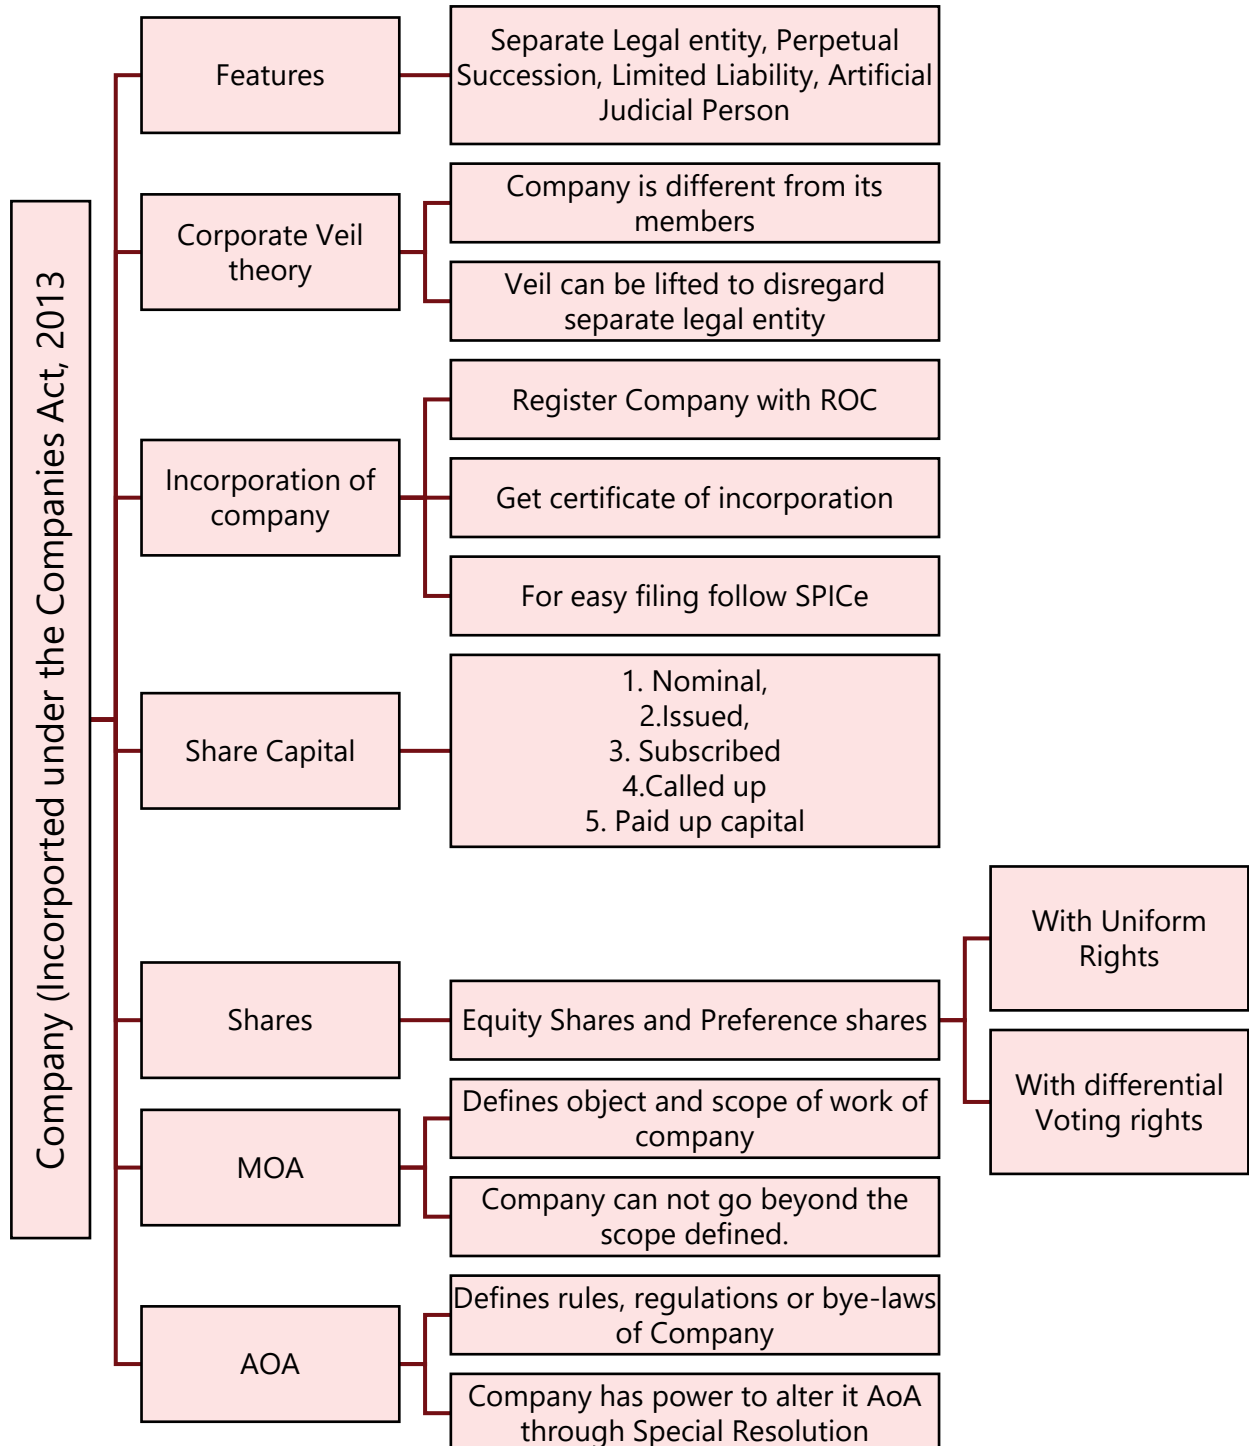 Company (Incorported under the Companies Act, 2013
Features
Separate Legal entity, Perpetual
Succession, Limited Liability, Artificial
Judicial Person
Corporate Veil
theory
Company is different from its
members
Veil can be lifted to disregard
separate legal entity
Incorporation of
company
Register Company with ROC
Get certificate of incorporation
For easy filing follow SPICe
Share Capital
1. Nominal,
2.Issued,
3. Subscribed
4.Called up
5. Paid up capital
Shares
Equity Shares and Preference shares
With Uniform
Rights
With differential
Voting rights
MOA
Defines object and scope of work of
company
Company can not go beyond the
scope defined.
AOA
Defines rules, regulations or bye-laws
of Company
Company has power to alter it AoA
through Special Resolution